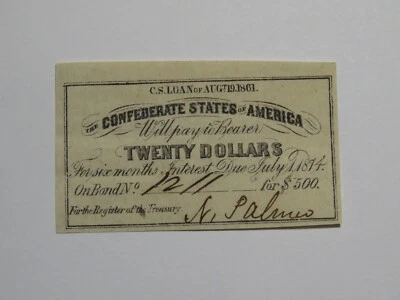 C.S. LOAN OF AUGT. 19. 1861.
THE CONFEDERATE STATES OF AMERICA
Will pay to Bearer
TWENTY DOLLARS
For six months Interest Due July 1. 1874.
On Bond No. 1211 for $500.
For the Register of the Treasury. N.